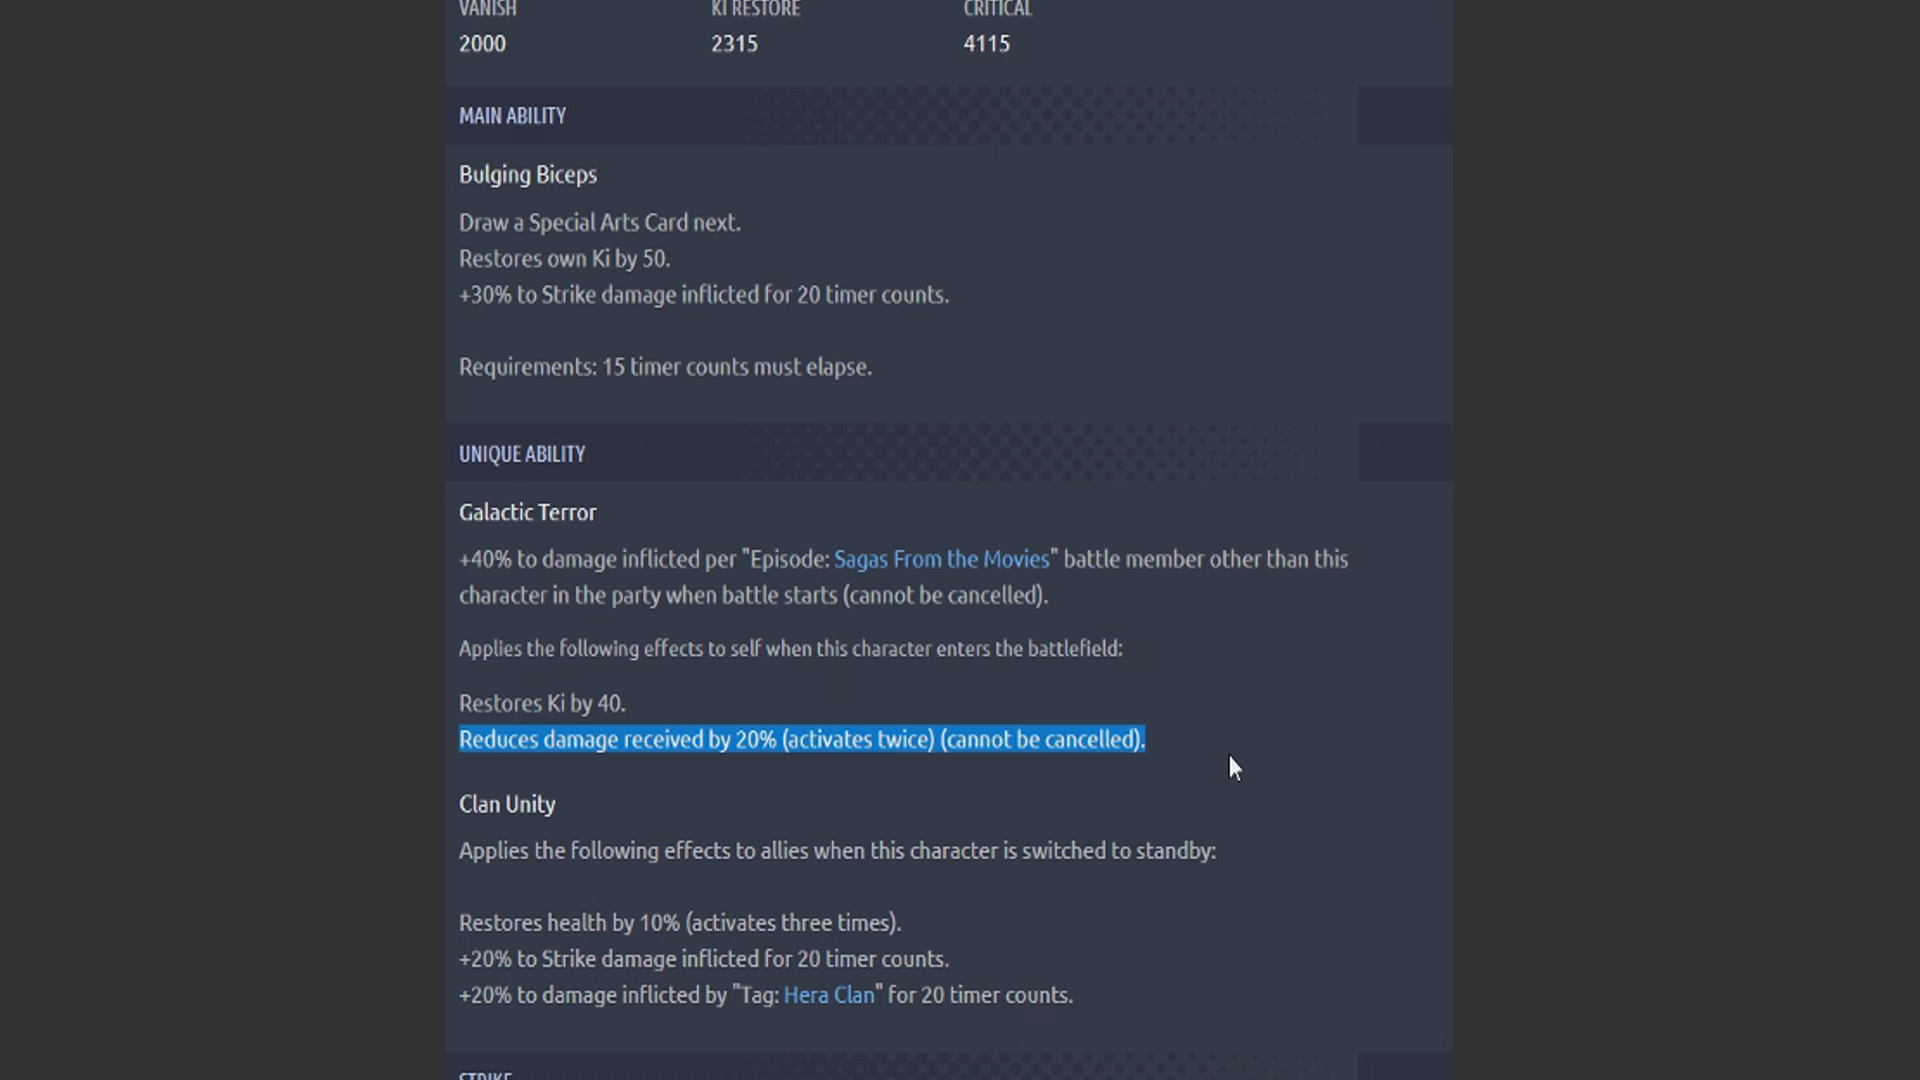 VANISH KI RESTORE CRITICAL
2000 2315 4115
MAIN ABILITY
Bulging Biceps
Draw a Special Arts Card next.
Restores own Ki by 50.
+30% to Strike damage inflicted for 20 timer counts.
Requirements: 15 timer counts must elapse.
UNIQUE ABILITY
Galactic Terror
+40% to damage inflicted per "Episode: Sagas From the Movies" battle member other than this
character in the party when battle starts (cannot be cancelled).
Applies the following effects to self when this character enters the battlefield:
Restores Ki by 40.
Reduces damage received by 20% (activates twice) (cannot be cancelled).
Clan Unity
Applies the following effects to allies when this character is switched to standby:
Restores health by 10% (activates three times).
+20% to Strike damage inflicted for 20 timer counts.
+20% to damage inflicted by "Tag: Hera Clan" for 20 timer counts.
STRIKE